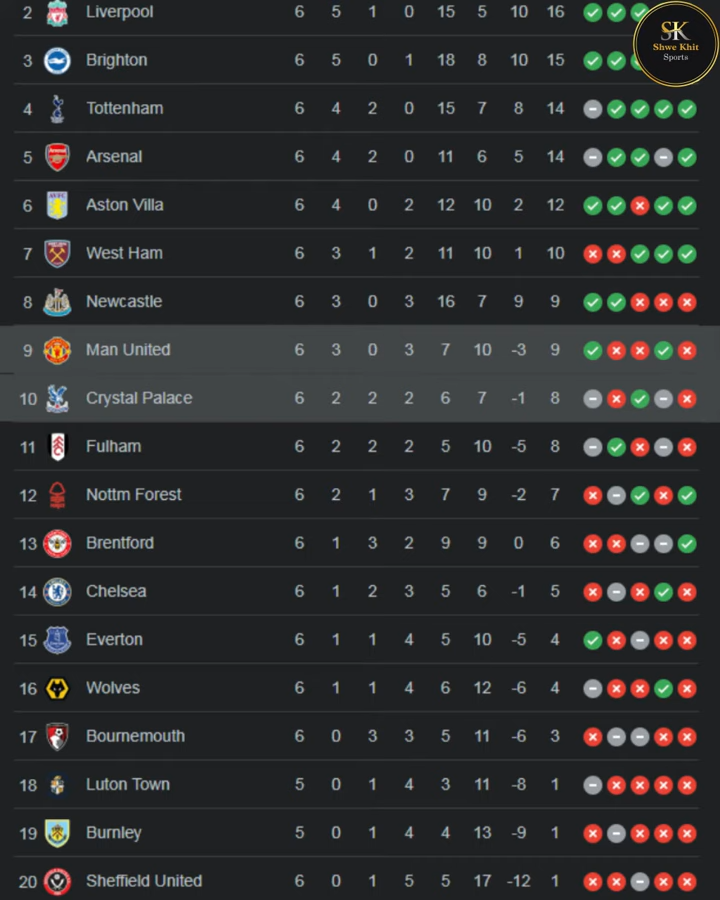 2 Liverpool 6 5 1 0 15 5 10 16
SK
Shwe Khit
Sports
3 Brighton 6 5 0 1 18 8 10 15
4 Tottenham 6 4 2 0 15 7 8 14
5 Arsenal 6 4 2 0 11 6 5 14
6 Aston Villa 6 4 0 2 12 10 2 12
7 West Ham 6 3 1 2 11 10 1 10
8 Newcastle 6 3 0 3 16 7 9 9
9 Man United 6 3 0 3 7 10 -3 9
10 Crystal Palace 6 2 2 2 6 7 -1 8
11 Fulham 6 2 2 2 5 10 -5 8
12 Nottm Forest 6 2 1 3 7 9 -2 7
13 Brentford 6 1 3 2 9 9 0 6
14 Chelsea 6 1 2 3 5 6 -1 5
15 Everton 6 1 1 4 5 10 -5 4
16 Wolves 6 1 1 4 6 12 -6 4
17 Bournemouth 6 0 3 3 5 11 -6 3
18 Luton Town 5 0 1 4 3 11 -8 1
19 Burnley 5 0 1 4 4 13 -9 1
20 Sheffield United 6 0 1 5 5 17 -12 1